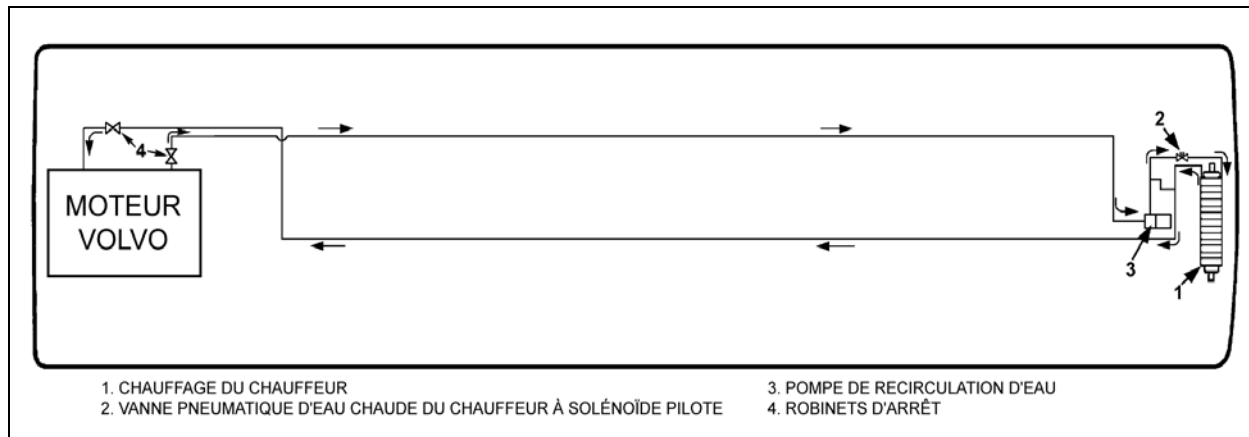 2
4
MOTEUR
VOLVO
3
1
1. CHAUFFAGE DU CHAUFFEUR
2. VANNE PNEUMATIQUE D'EAU CHAUDE DU CHAUFFEUR À SOLÉNOÏDE PILOTE
3. POMPE DE RECIRCULATION D'EAU
4. ROBINETS D'ARRÊT